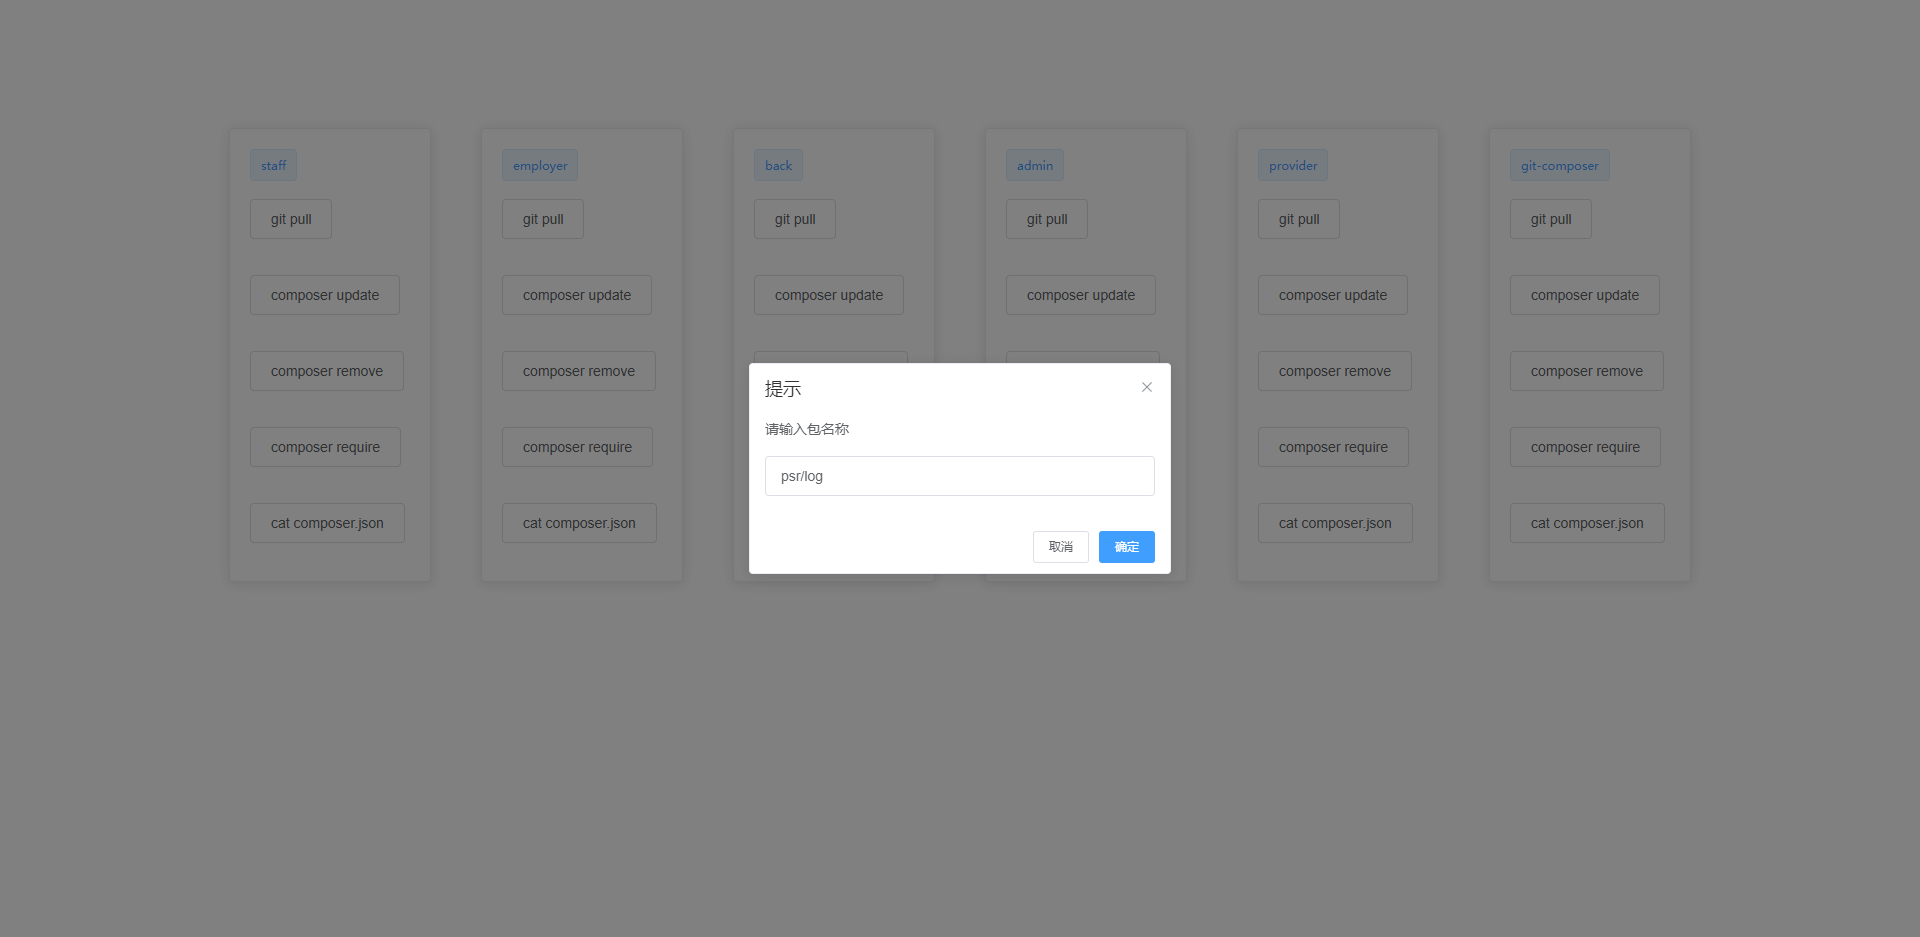 staff
git pull
composer update
composer remove
composer require
cat composer.json
employer
git pull
composer update
composer remove
composer require
cat composer.json
back
git pull
composer update
admin
git pull
composer update
provider
git pull
composer update
composer remove
composer require
cat composer.json
git-composer
git pull
composer update
composer remove
composer require
cat composer.json
提示
请输入包名称
psr/log
取消
确定